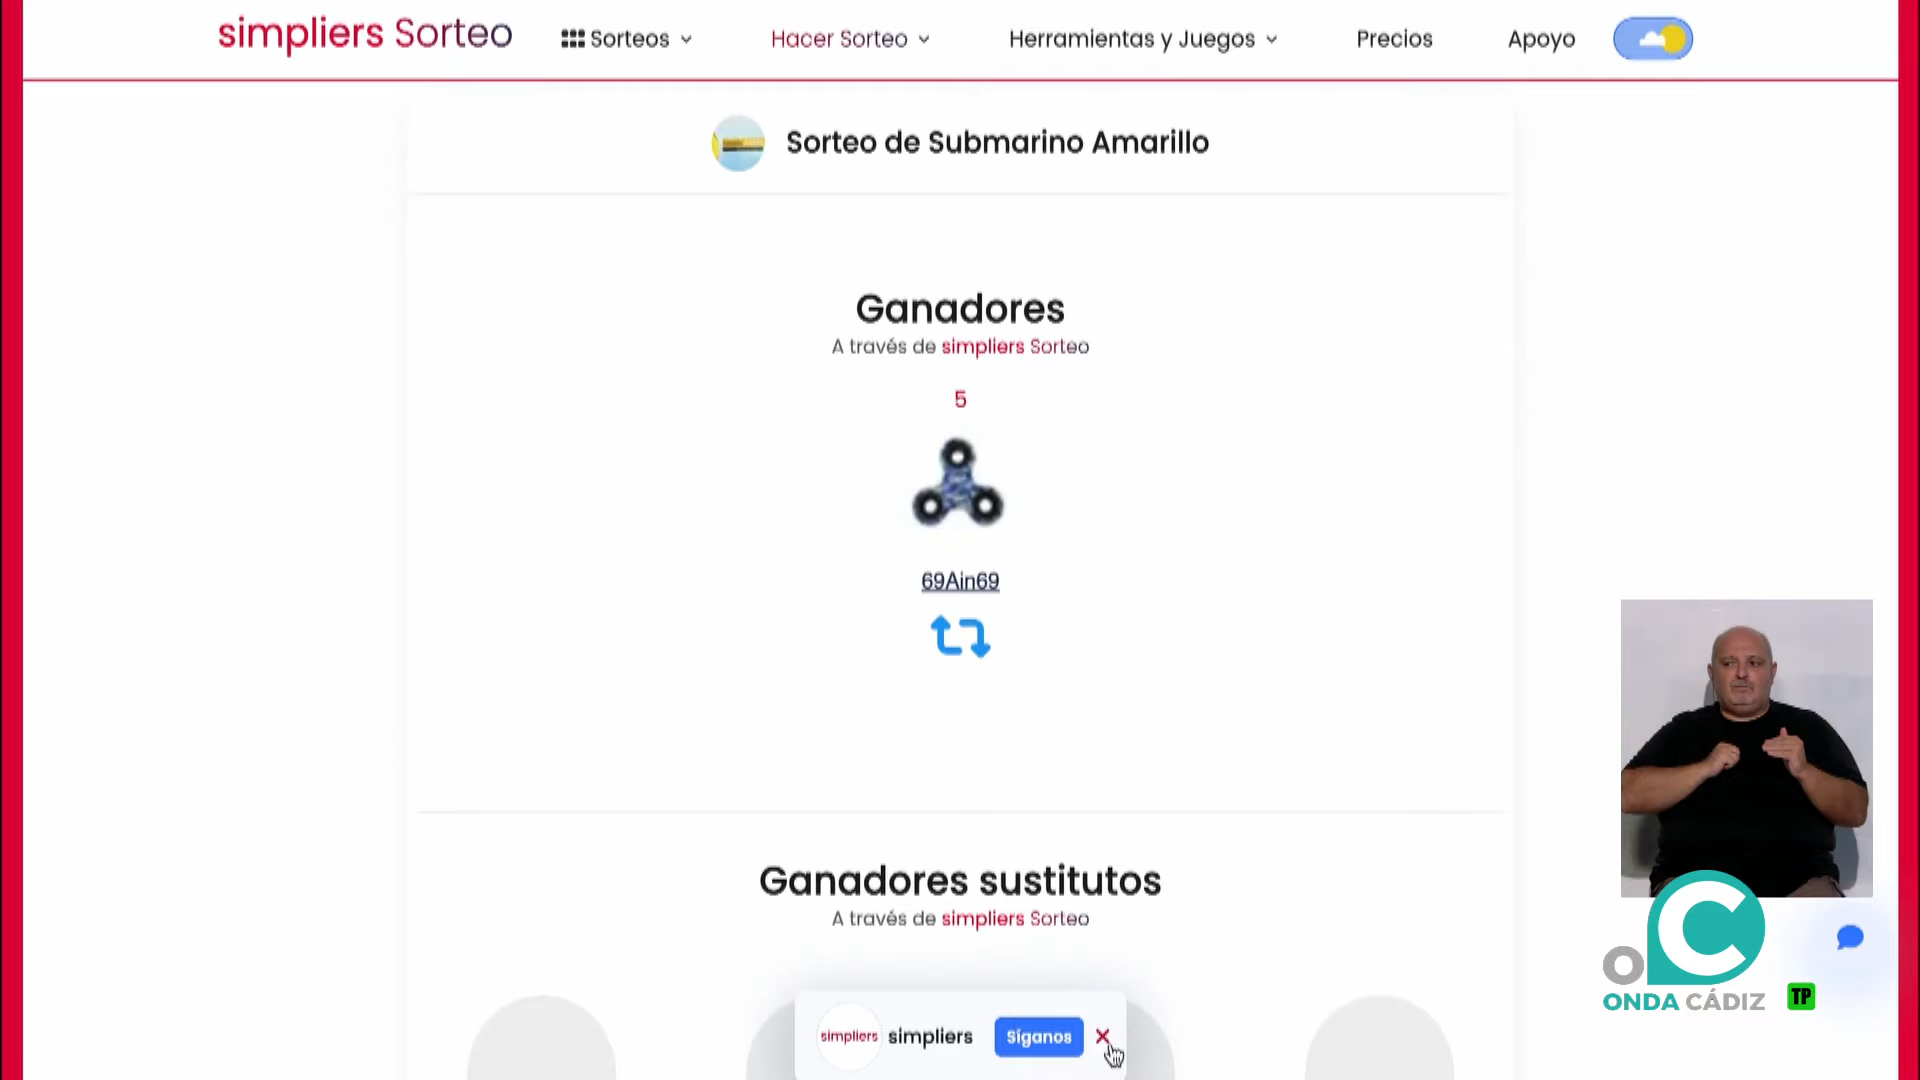 simpliers Sorteo
Sorteos
Hacer Sorteo
Herramientas y Juegos
Precios
Apoyo
Sorteo de Submarino Amarillo
Ganadores
A través de simpliers Sorteo
5
69Ain69
Ganadores sustitutos
A través de simpliers Sorteo
simpliers
simpliers
Síganos
OC
ONDA CÁDIZ
TP